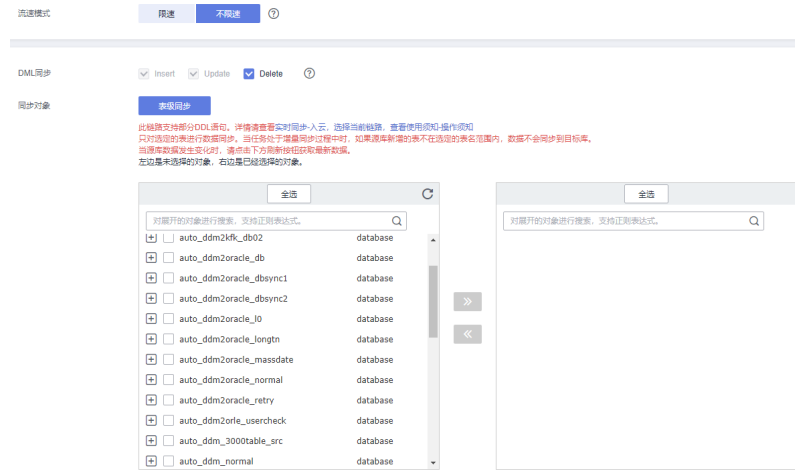 流速模式
限速
不限速
DML同步
Insert
Update
Delete
同步对象
表级同步
此链路支持部分DDL语句。详情请查看实时同步-入云，选择当前链路，查看使用须知-操作须知
只对选定的表进行数据同步。当任务处于增量同步过程中时，如果源库新增的表不在选定的表名范围内，数据不会同步到目标库。
当源库数据发生变化时，请点击下方刷新按钮获取最新数据。
左边是未选择的对象，右边是已经选择的对象。
全选
对展开的对象进行搜索，支持正则表达式。
auto_ddm2kfk_db02 database
auto_ddm2oracle_db database
auto_ddm2oracle_dbsync1 database
auto_ddm2oracle_dbsync2 database
auto_ddm2oracle_l0 database
auto_ddm2oracle_longtn database
auto_ddm2oracle_massdate database
auto_ddm2oracle_normal database
auto_ddm2oracle_retry database
auto_ddm2orle_usercheck database
auto_ddm_3000table_src database
auto_ddm_normal database
全选
对展开的对象进行搜索，支持正则表达式。